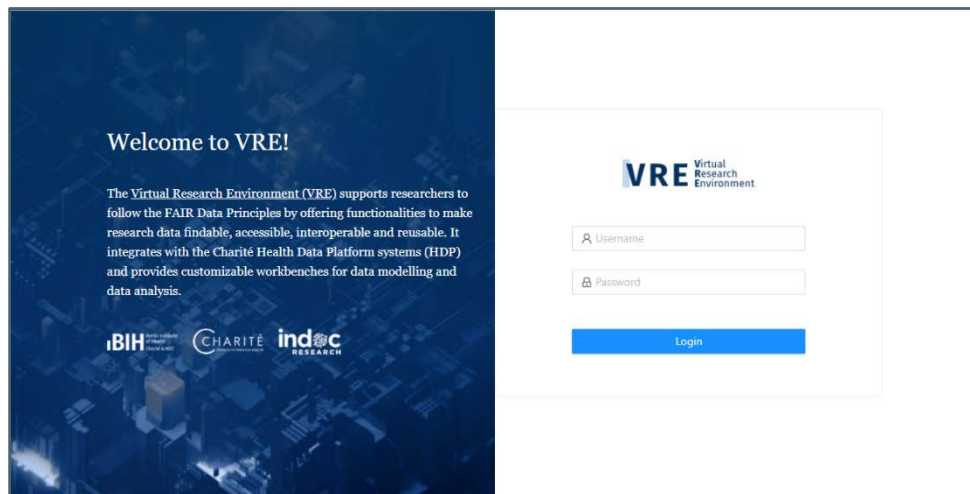 Welcome to VRE!
The Virtual Research Environment (VRE) supports researchers to
follow the FAIR Data Principles by offering functionalities to make
research data findable, accessible, interoperable and reusable. It
integrates with the Charité Health Data Platform systems (HDP)
and provides customizable workbenches for data modelling and
data analysis.
BIH
CHARITÉ
indoc
RESEARCH
VRE
Virtual
Research
Environment
Username
Password
Login